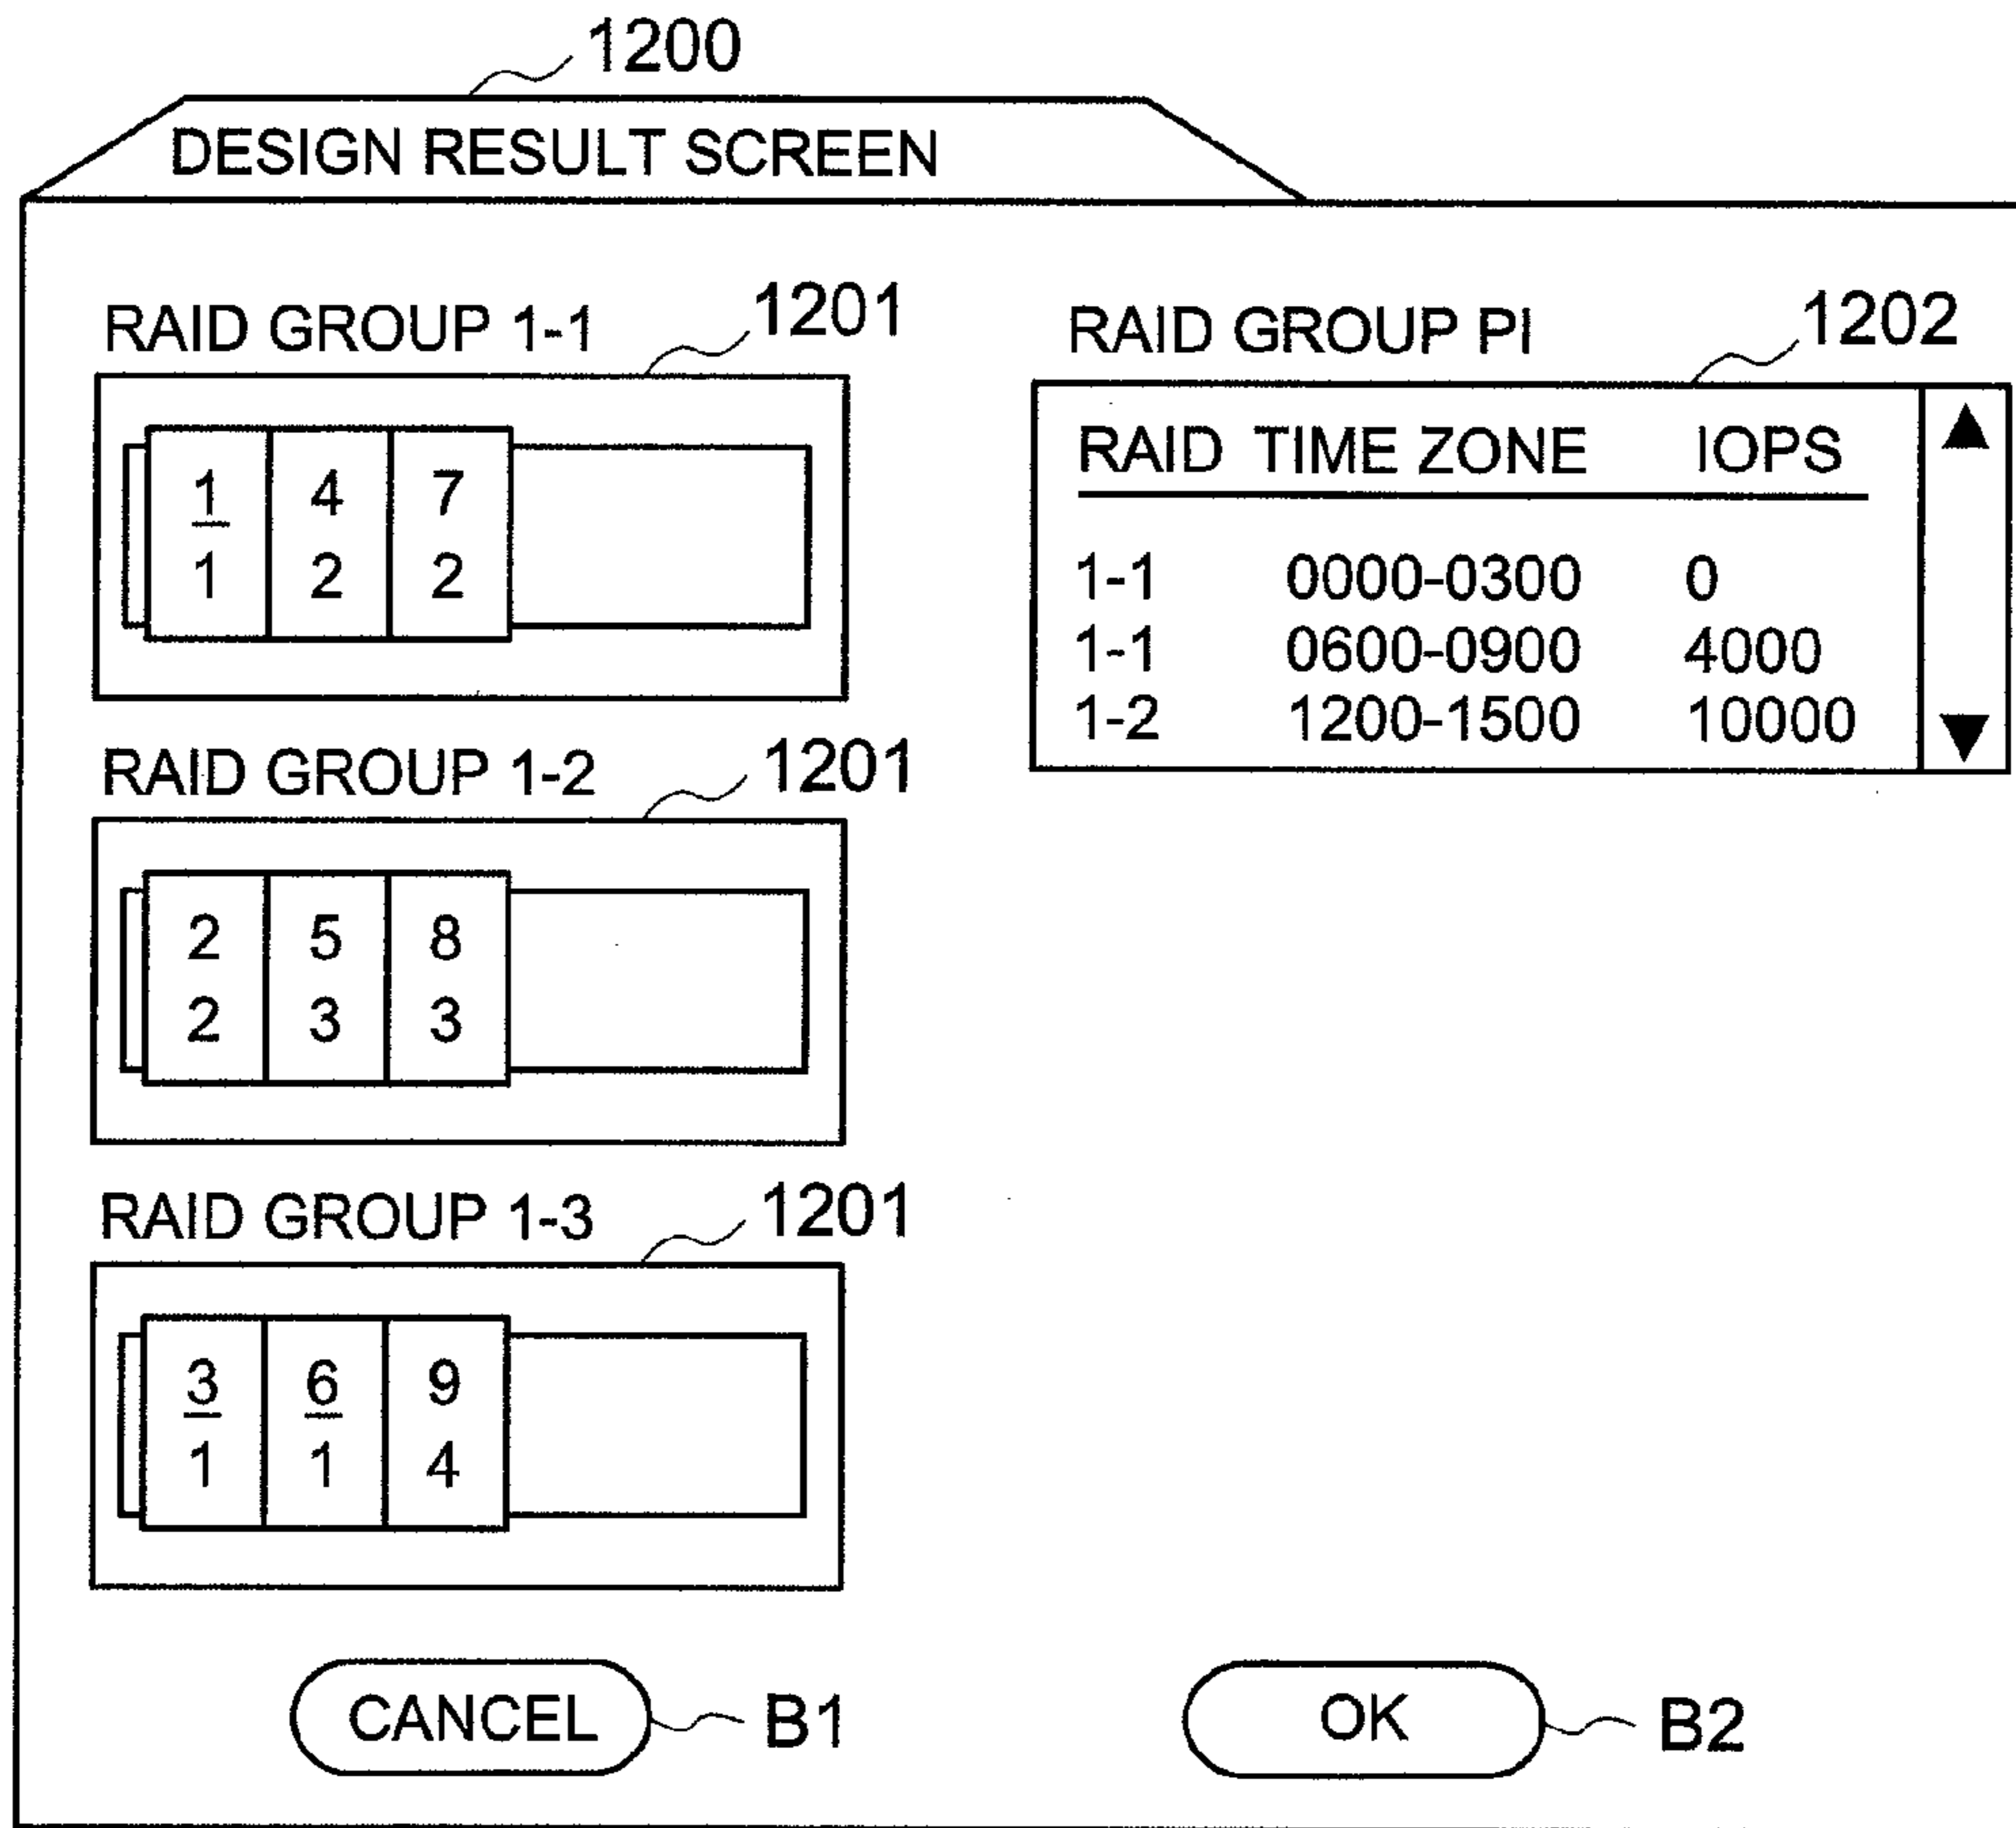 1200
DESIGN RESULT SCREEN
RAID GROUP 1-1
1201
1 4 7
1 2 2
RAID GROUP 1-2
1201
2 5 8
2 3 3
RAID GROUP 1-3
1201
3 6 9
1 1 4
RAID GROUP PI
1202
RAID TIME ZONE IOPS
1-1 0000-0300 0
1-1 0600-0900 4000
1-2 1200-1500 10000
CANCEL
B1
OK
B2